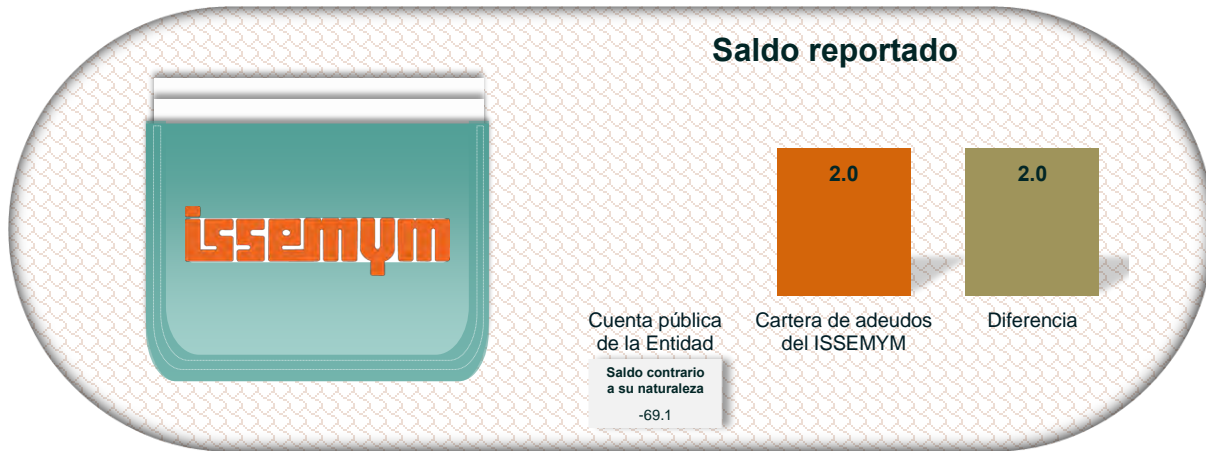 Saldo reportado
issemym
2.0
2.0
Cuenta pública
de la Entidad
Cartera de adeudos
del ISSEMYM
Diferencia
Saldo contrario
a su naturaleza
-69.1